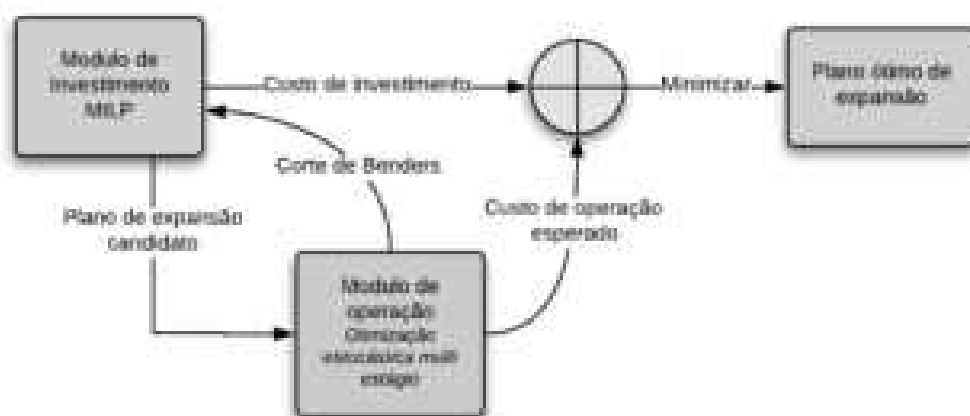 Modulo de
Investimento
MILP
Custo de investimento
Minimizar
Plano ótimo de
expansão
Corte de Benders
Plano de expansão
candidato
Custo de operação
esperado
Modulo de
operação
Otimização
estocástica multi
estágio